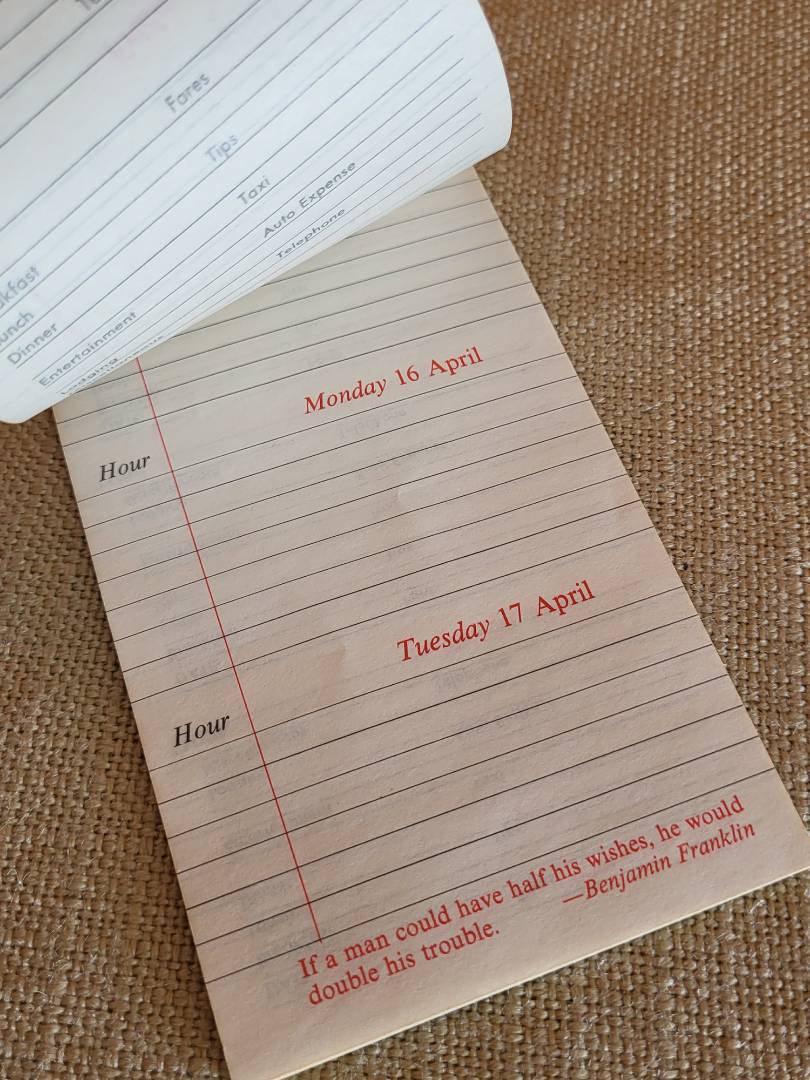 Fares
Tips
Taxi
Auto Expense
Telephone
Dinner
Entertainment
Monday 16 April
Hour
Tuesday 17 April
Hour
If a man could have half his wishes, he would
double his trouble. —Benjamin Franklin